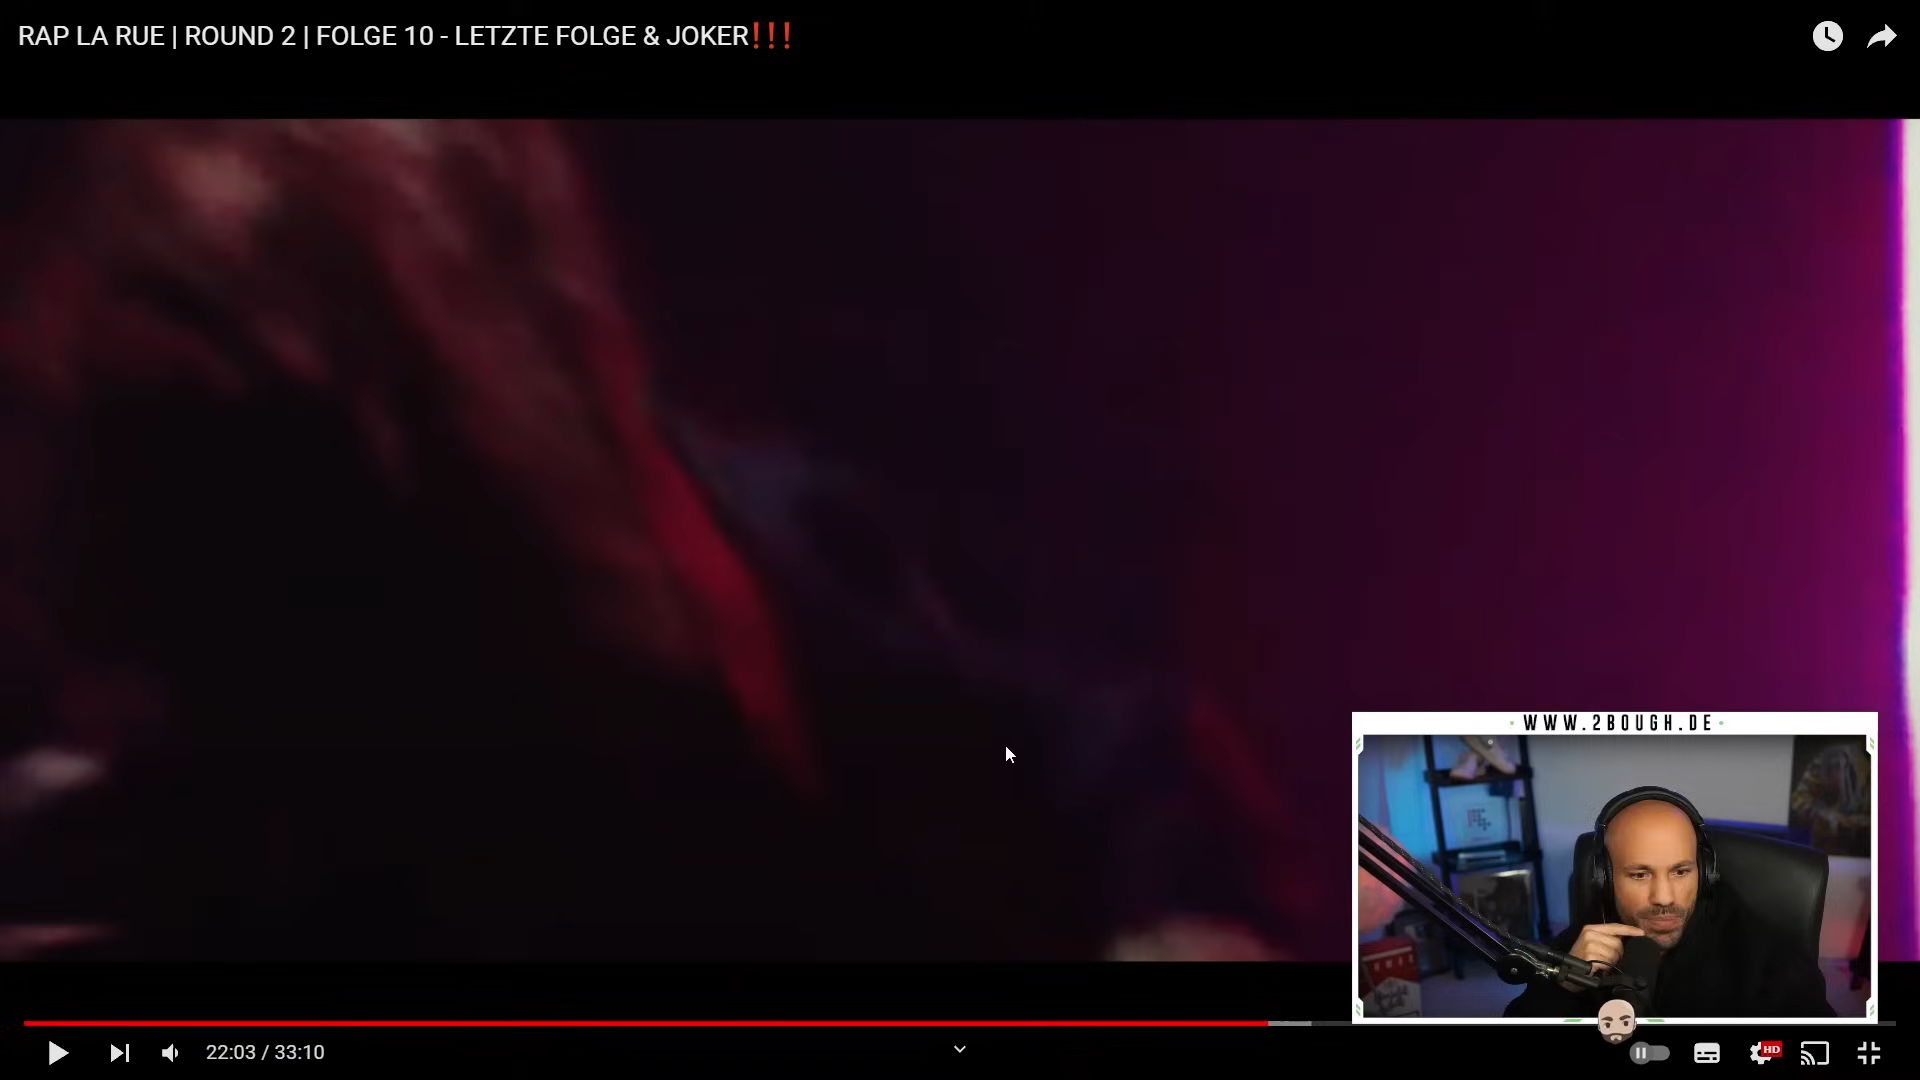 RAP LA RUE | ROUND 2 | FOLGE 10 - LETZTE FOLGE & JOKER❗❗❗
WWW.2BOUGH.DE
22:03 / 33:10
HD